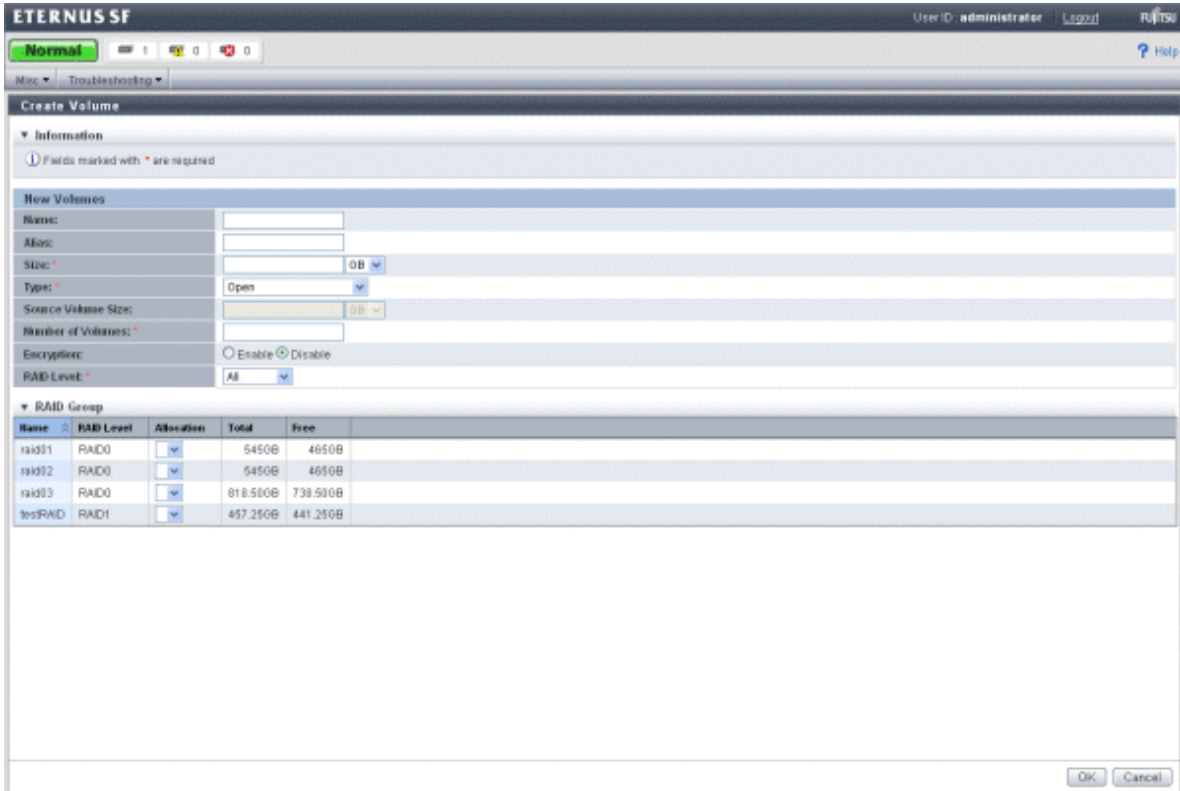 ETERNUS SF UserID administrator Logout FUJITSU
Normal 1 0 0 ? Help
Misc Troubleshooting
Create Volume
Information
Fields marked with * are required
New Volumes
Name:
Alias:
Size: * GB
Type: * Open
Source Volume Size: GB
Number of Volumes: *
Encryption: Enable Disable
RAID Level: * All
RAID Group
Name RAID Level Allocation Total Free
raid01 RAID0 545GB 465GB
raid02 RAID0 545GB 465GB
raid03 RAID0 818.50GB 738.50GB
testRAID RAID1 457.25GB 441.25GB
OK Cancel